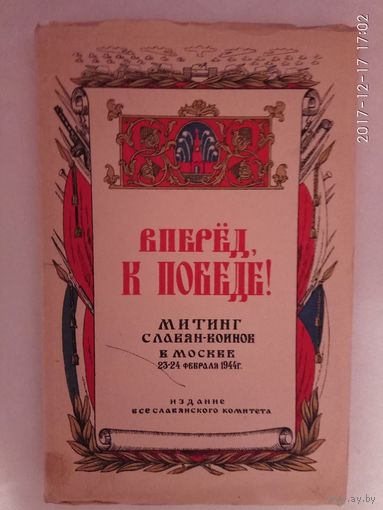 2017-12-17 17:02
ВПЕРЁД,
К ПОБЕДЕ!
МИТИНГ
СЛАВЯН-ВОИНОВ
В МОСКВЕ
23-24 ФЕВРАЛЯ 1944г.
ИЗДАНИЕ
ВСЕСЛАВЯНСКОГО КОМИТЕТА